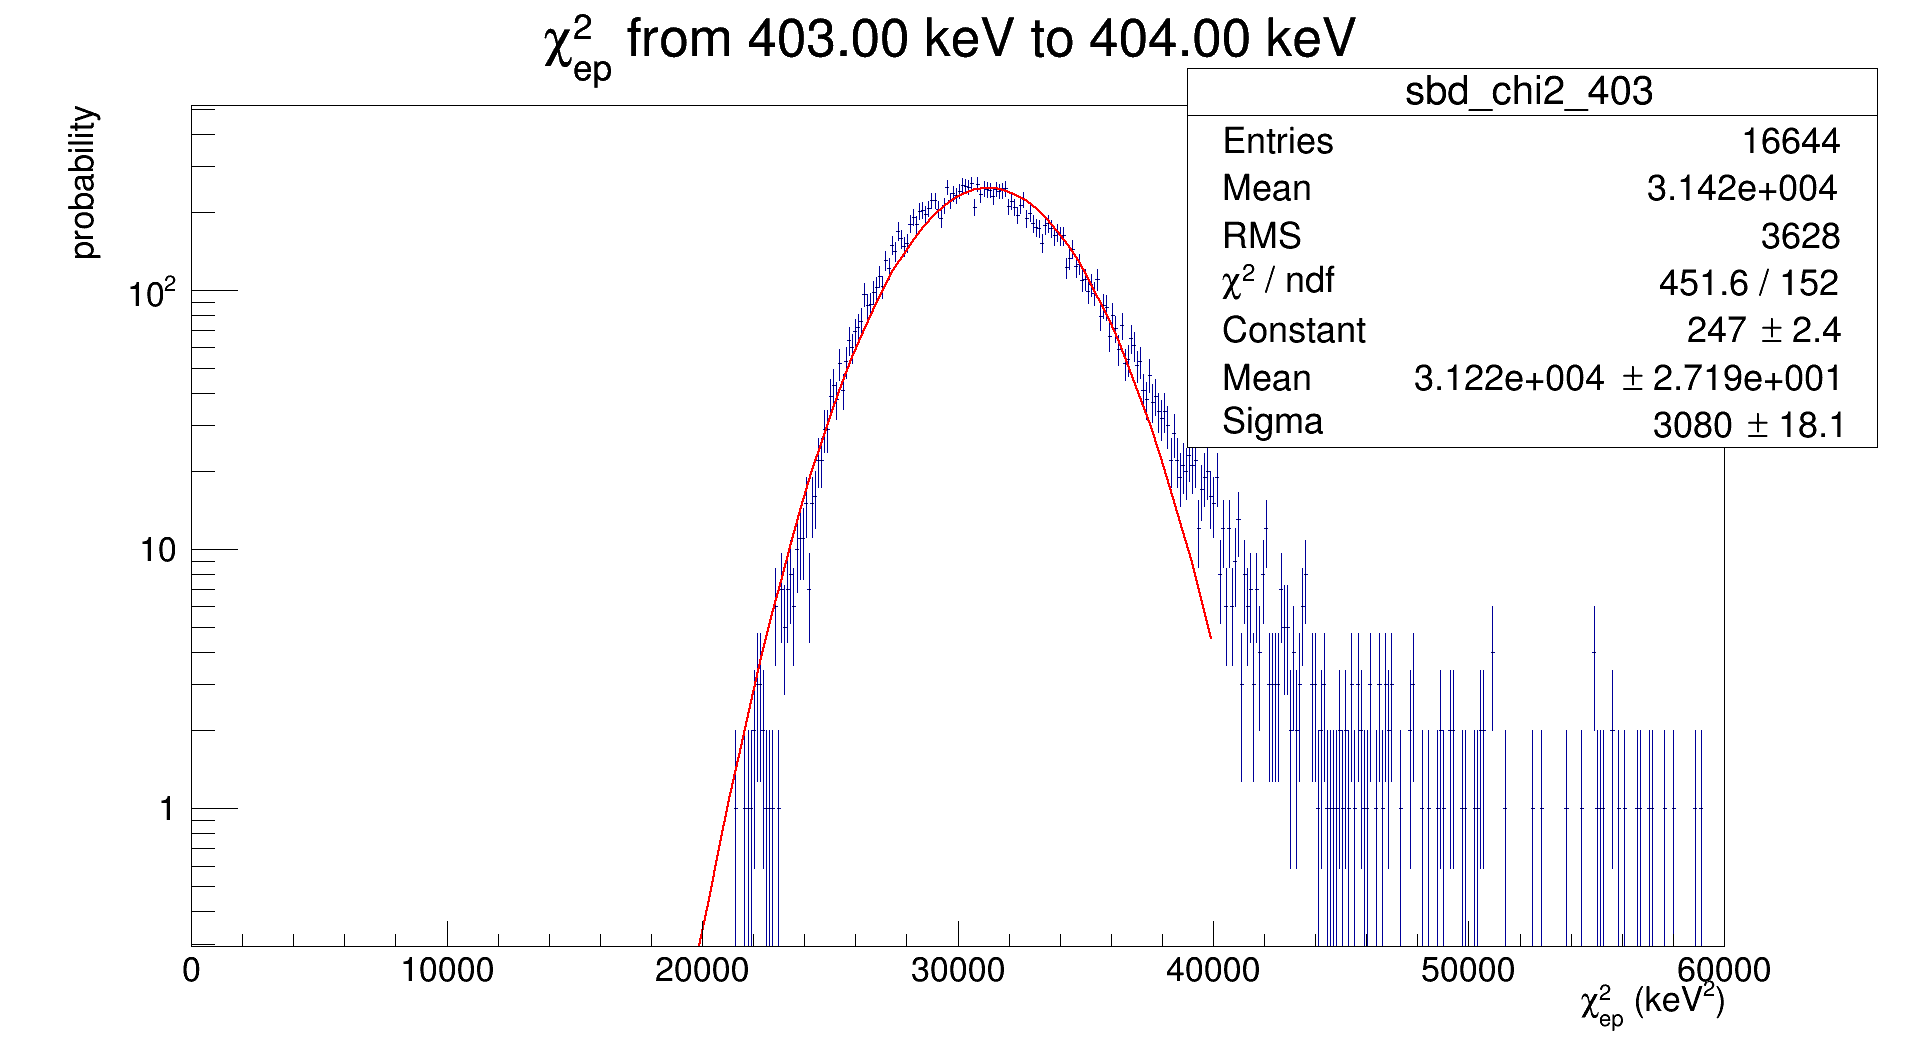 χ²ep from 403.00 keV to 404.00 keV
probability
sbd_chi2_403
Entries 16644
Mean 3.142e+004
RMS 3628
χ² / ndf 451.6 / 152
Constant 247 ± 2.4
Mean 3.122e+004 ± 2.719e+001
Sigma 3080 ± 18.1
10²
10
1
0 10000 20000 30000 40000 50000 60000
χ²ep (keV²)